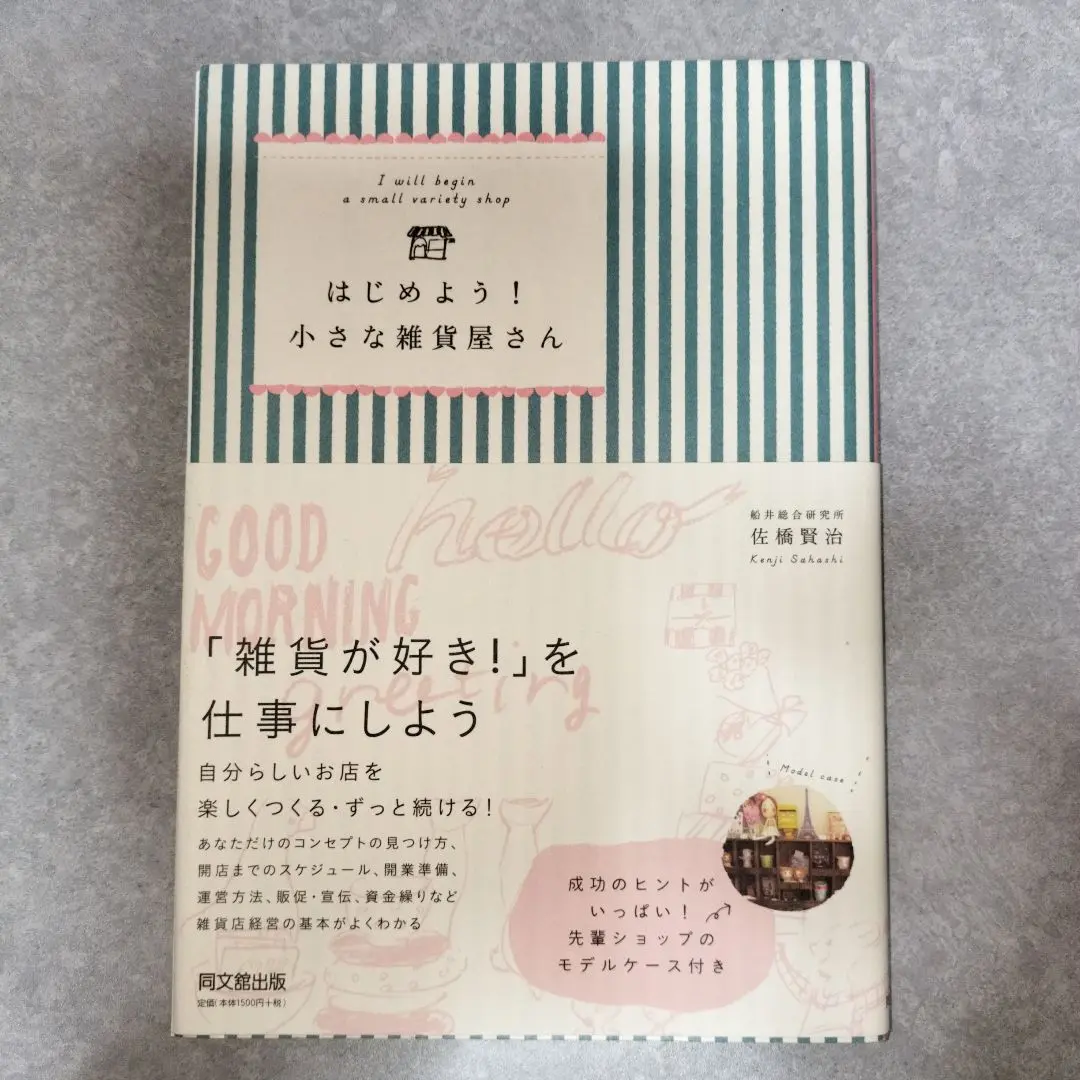 I will begin
a small variety shop
はじめよう！
小さな雑貨屋さん
船井総合研究所
佐橋賢治
Kenji Sahashi
hello
GOOD
MORNING
greeting
「雑貨が好き！」を
仕事にしよう
自分らしいお店を
楽しくつくる・ずっと続ける！
あなただけのコンセプトの見つけ方、
開店までのスケジュール、開業準備、
運営方法、販促・宣伝、資金繰りなど
雑貨店経営の基本がよくわかる
Model case
成功のヒントが
いっぱい！
先輩ショップの
モデルケース付き
同文舘出版
定価（本体1500円＋税）